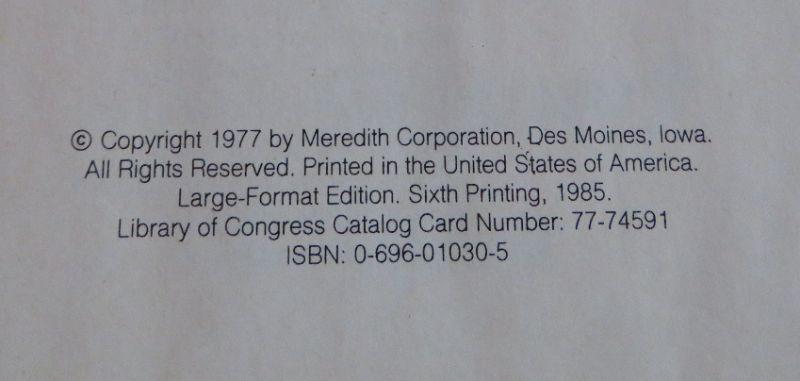 © Copyright 1977 by Meredith Corporation, Des Moines, Iowa.
All Rights Reserved. Printed in the United States of America.
Large-Format Edition. Sixth Printing, 1985.
Library of Congress Catalog Card Number: 77-74591
ISBN: 0-696-01030-5